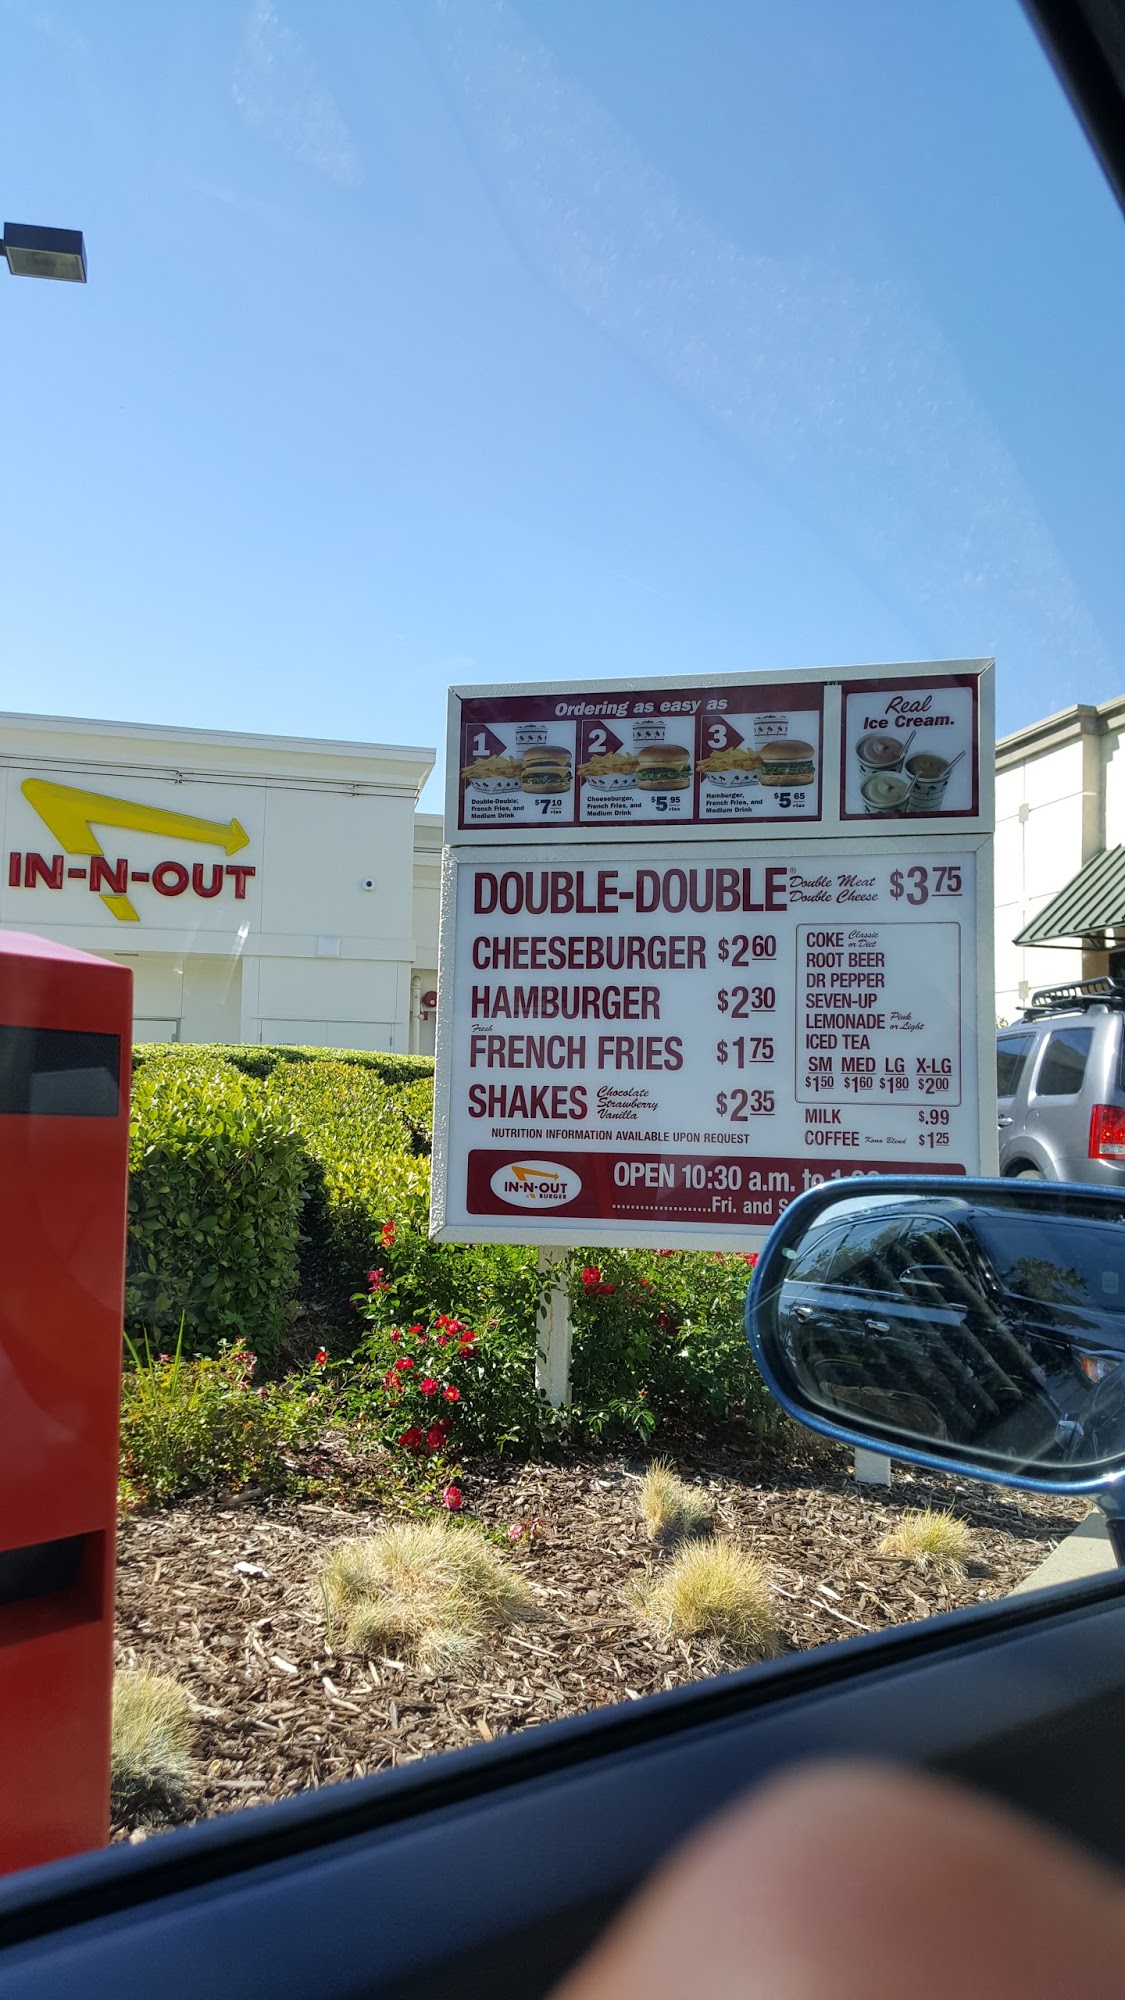 IN-N-OUT
Ordering as easy as
1
Double-Double,
French Fries, and
Medium Drink
$7 10
+tax
2
Cheeseburger,
French Fries, and
Medium Drink
$5 95
+tax
3
Hamburger,
French Fries, and
Medium Drink
$5 65
+tax
Real
Ice Cream.
DOUBLE-DOUBLE® Double Meat Double Cheese $3 75
CHEESEBURGER $2 60
HAMBURGER $2 30
Fresh
FRENCH FRIES $1 75
SHAKES Chocolate Strawberry Vanilla $2 35
NUTRITION INFORMATION AVAILABLE UPON REQUEST
COKE Classic or Diet
ROOT BEER
DR PEPPER
SEVEN-UP
LEMONADE Pink or Light
ICED TEA
SM MED LG X-LG
$1 50 $1 60 $1 80 $2 00
MILK $.99
COFFEE Kona Blend $1 25
IN-N-OUT
BURGER
OPEN 10:30 a.m. to
.....................Fri. and